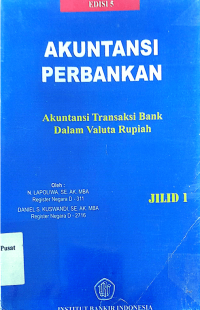 EDISI 5
AKUNTANSI
PERBANKAN
Akuntansi Transaksi Bank
Dalam Valuta Rupiah
Oleh :
N. LAPOLIWA, SE. AK. MBA
Register Negara D - 311
DANIEL S. KUSWANDI, SE. AK. MBA
Register Negara D - 2716
JILID 1
Pusat
INSTITUT BANKIR INDONESIA